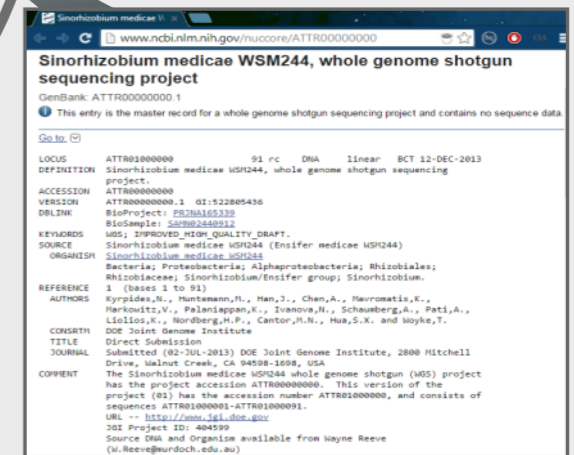 Sinorhizobium medicae W
www.ncbi.nlm.nih.gov/nuccore/ATTR00000000
Sinorhizobium medicae WSM244, whole genome shotgun
sequencing project
GenBank: ATTR00000000.1
This entry is the master record for a whole genome shotgun sequencing project and contains no sequence data.
Go to:
LOCUS ATTR01000000 91 rc DNA linear BCT 12-DEC-2013
DEFINITION Sinorhizobium medicae WSM244, whole genome shotgun sequencing
project.
ACCESSION ATTR00000000
VERSION ATTR00000000.1 GI:522805436
DBLINK BioProject: PRJNA165339
BioSample: SAMN02440912
KEYWORDS WGS; IMPROVED_HIGH_QUALITY_DRAFT.
SOURCE Sinorhizobium medicae WSM244 (Ensifer medicae WSM244)
ORGANISM Sinorhizobium medicae WSM244
Bacteria; Proteobacteria; Alphaproteobacteria; Rhizobiales;
Rhizobiaceae; Sinorhizobium/Ensifer group; Sinorhizobium.
REFERENCE 1 (bases 1 to 91)
AUTHORS Kyrpides,N., Huntemann,M., Han,J., Chen,A., Mavromatis,K.,
Markowitz,V., Palaniappan,K., Ivanova,N., Schaumberg,A., Pati,A.,
Liolios,K., Nordberg,H.P., Cantor,M.N., Hua,S.X. and Woyke,T.
CONSRTM DOE Joint Genome Institute
TITLE Direct Submission
JOURNAL Submitted (02-JUL-2013) DOE Joint Genome Institute, 2800 Mitchell
Drive, Walnut Creek, CA 94598-1698, USA
COMMENT The Sinorhizobium medicae WSM244 whole genome shotgun (WGS) project
has the project accession ATTR00000000. This version of the
project (01) has the accession number ATTR01000000, and consists of
sequences ATTR01000001-ATTR01000091.
URL -- http://www.jgi.doe.gov
JGI Project ID: 404599
Source DNA and Organism available from Wayne Reeve
(W.Reeve@murdoch.edu.au)